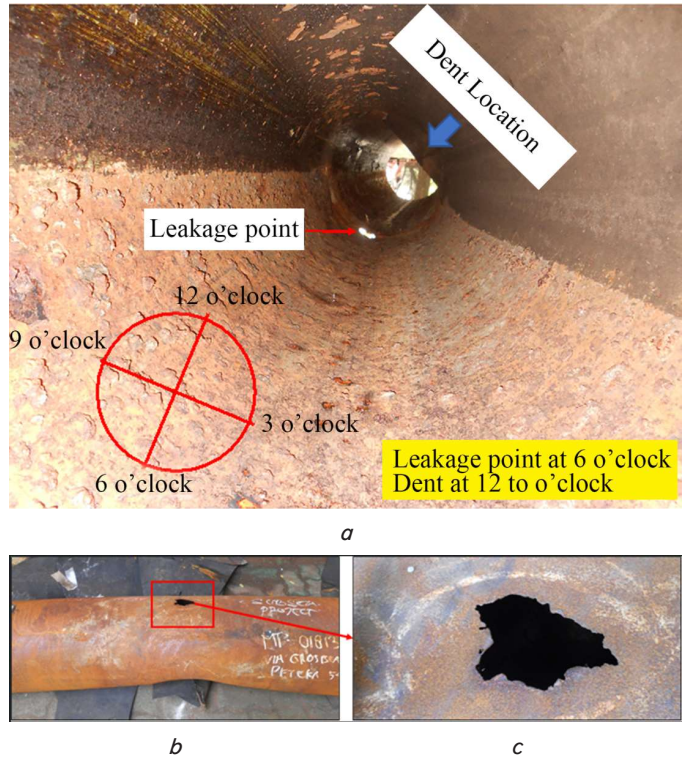 Dent Location
Leakage point
12 o’clock
9 o’clock
3 o’clock
6 o’clock
Leakage point at 6 o’clock
Dent at 12 to o’clock
a
PROJECT
b
c